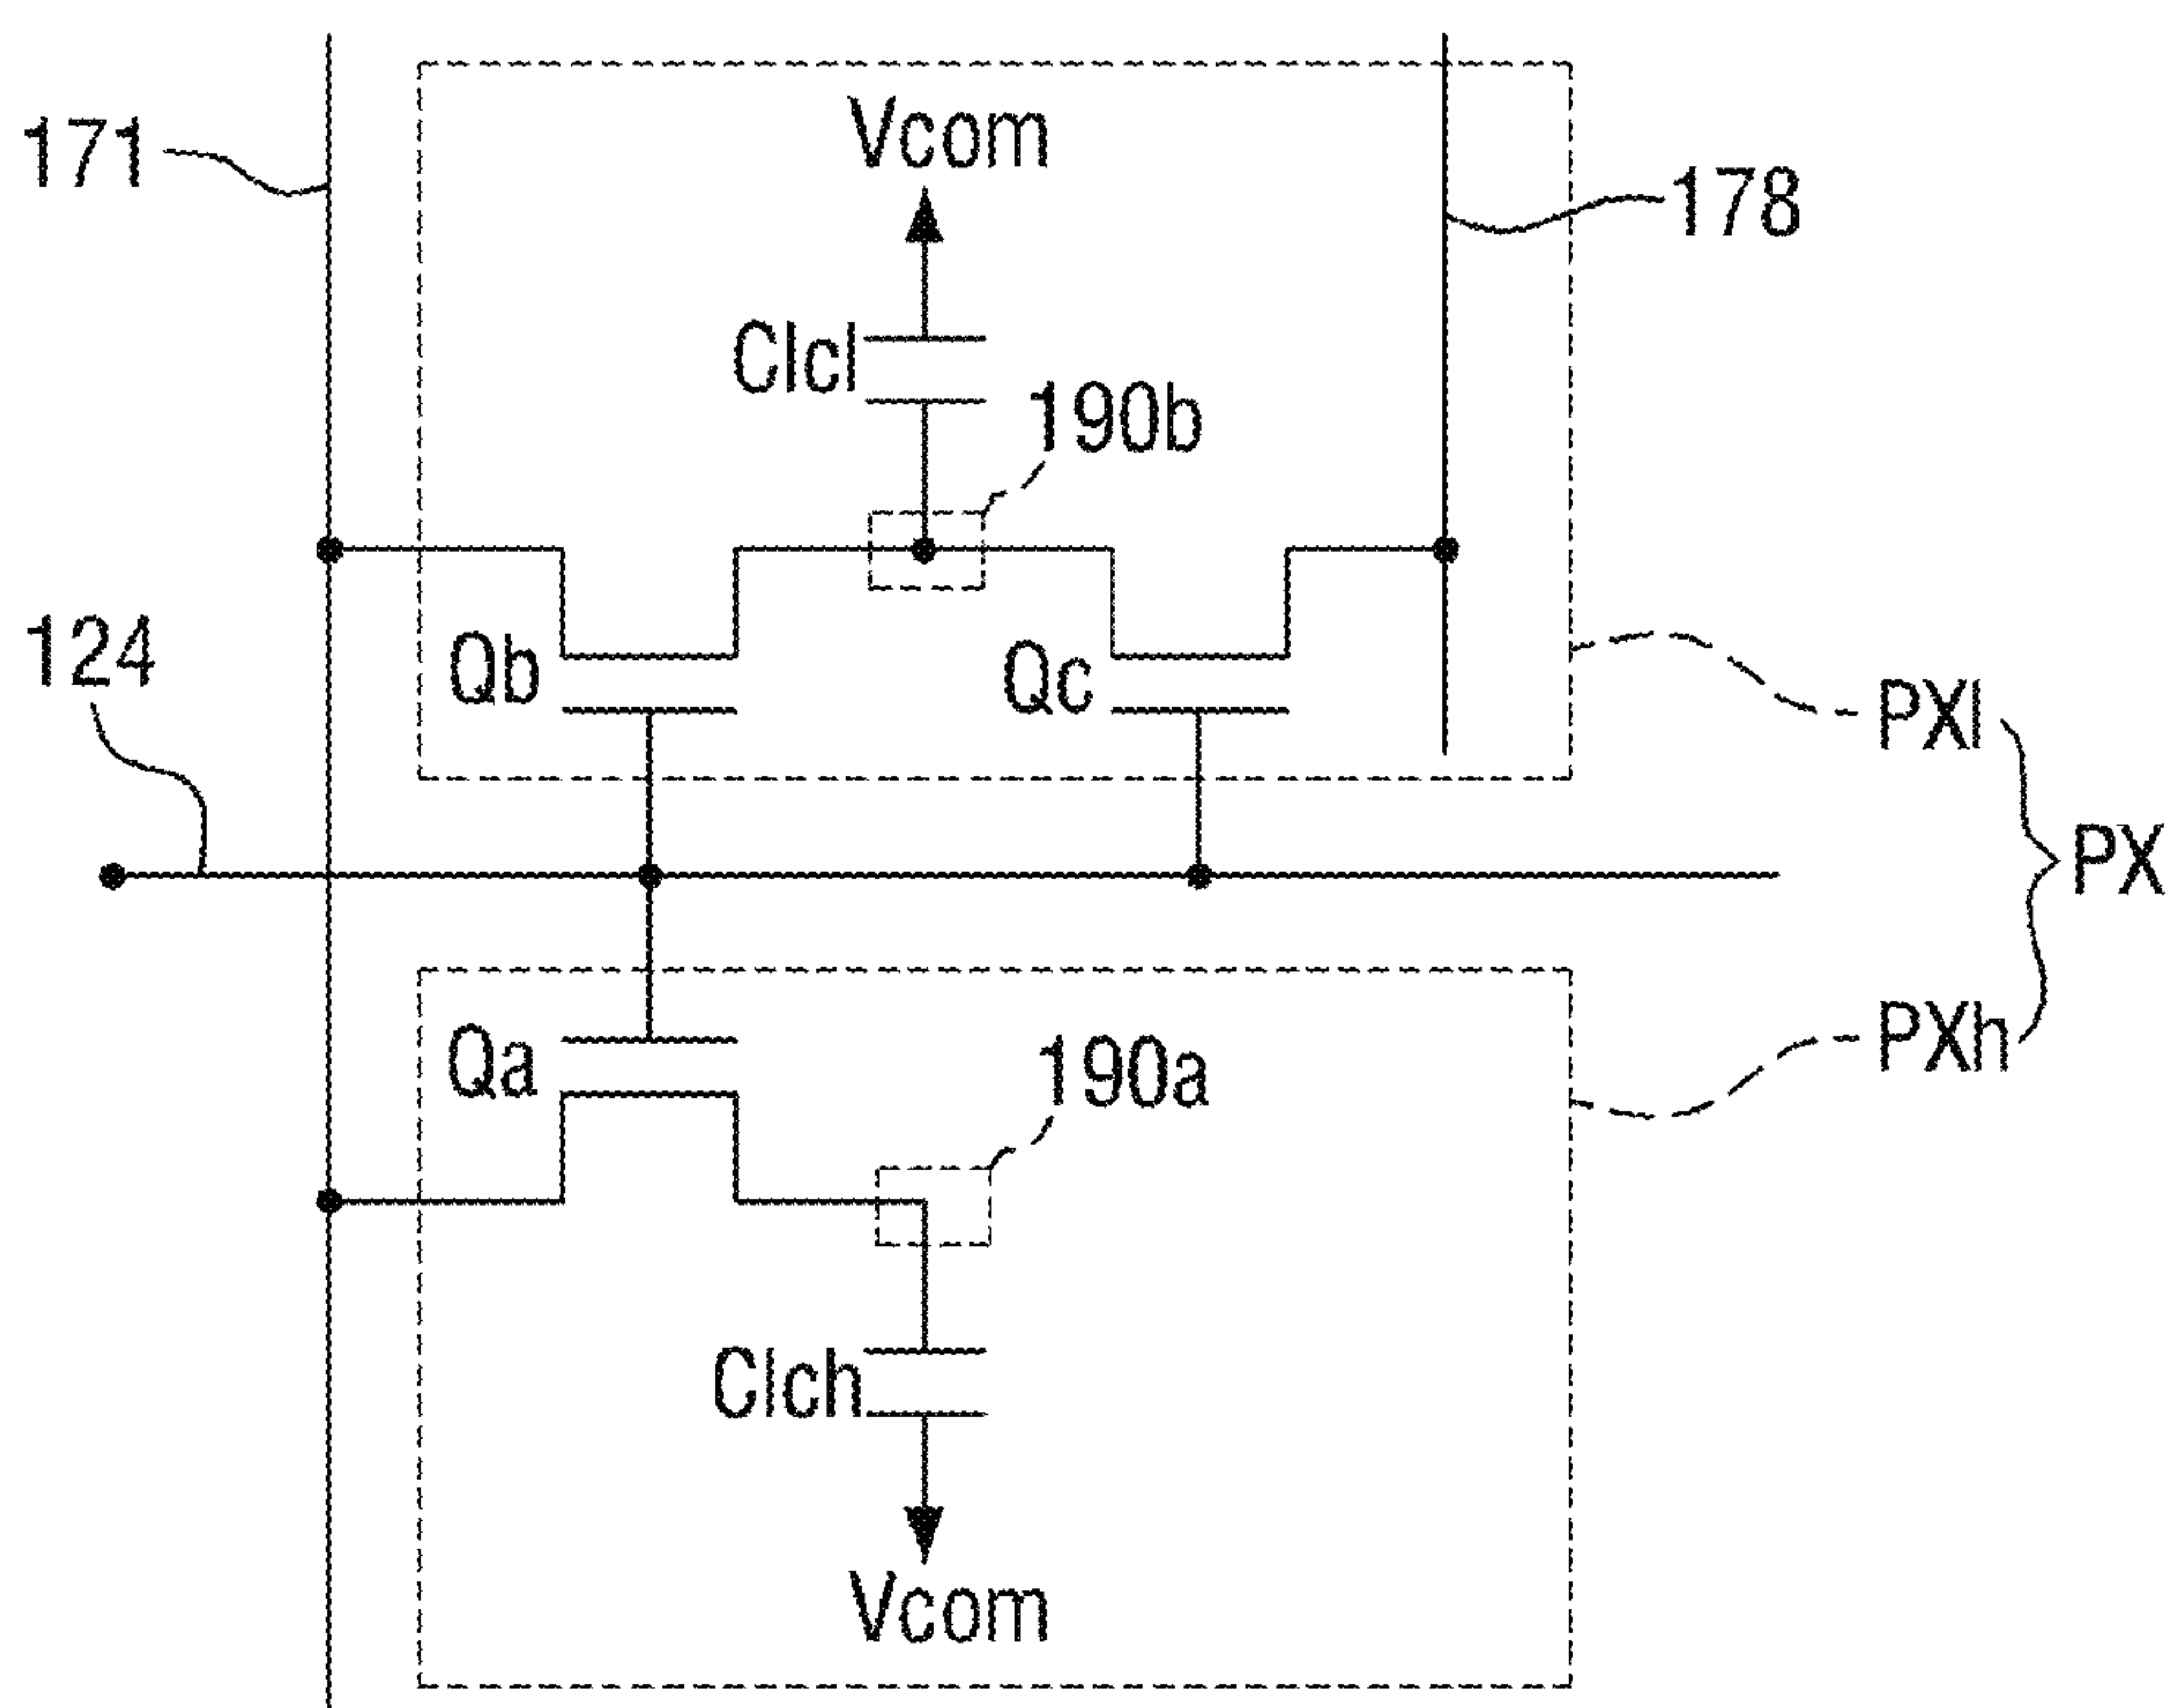 Vcom
171
178
Clcl
190b
124
Qb
Qc
PXl
PX
Qa
190a
PXh
Clch
Vcom